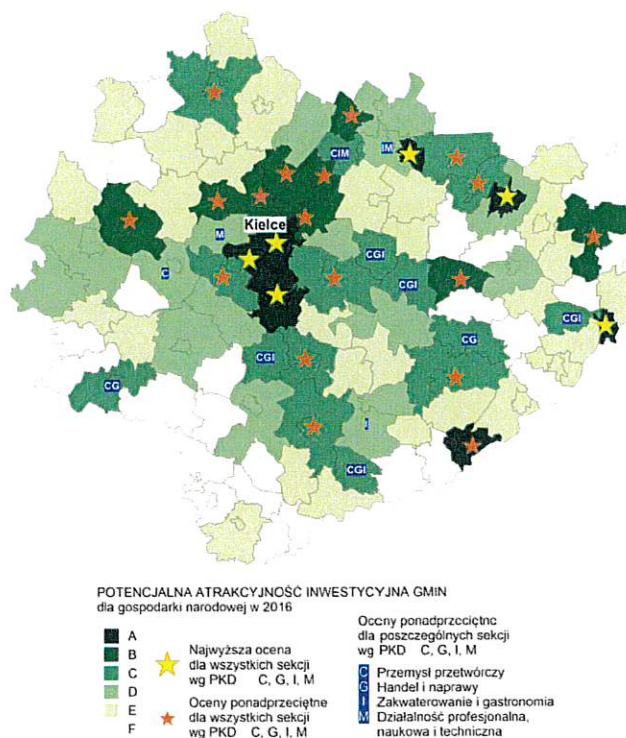 CIM
IM
Kielce
M
CGI
C
CGI
CGI
CG
CGI
CG
I
CGI
POTENCJALNA ATRAKCYJNOŚĆ INWESTYCYJNA GMIN
dla gospodarki narodowej w 2016
A
B
C
D
E
F
Najwyższa ocena
dla wszystkich sekcji
wg PKD C, G, I, M
Oceny ponadprzeciętne
dla wszystkich sekcji
wg PKD C, G, I, M
Oceny ponadprzeciętne
dla poszczególnych sekcji
wg PKD C, G, I, M
C Przemysł przetwórczy
G Handel i naprawy
I Zakwaterowanie i gastronomia
M Działalność profesjonalna,
naukowa i techniczna